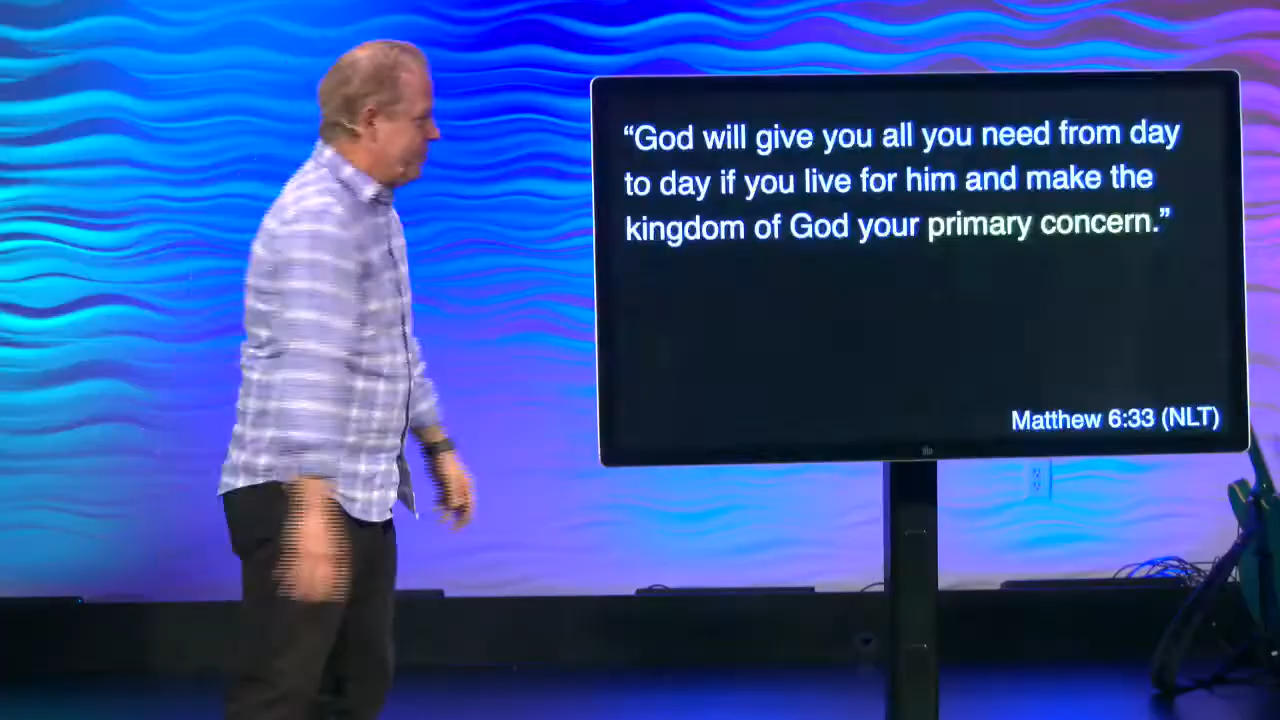 “God will give you all you need from day
to day if you live for him and make the
kingdom of God your primary concern.”
Matthew 6:33 (NLT)